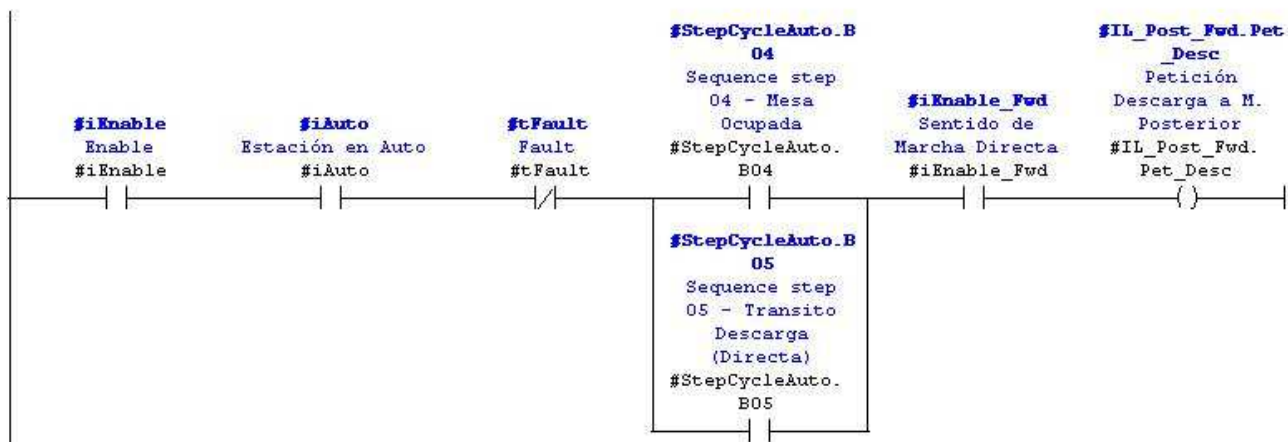 #iEnable
Enable
#iEnable
#iAuto
Estación en Auto
#iAuto
#tFault
Fault
#tFault
#StepCycleAuto.B
04
Sequence step
04 - Mesa
Ocupada
#StepCycleAuto.
B04
#iEnable_Fwd
Sentido de
Marcha Directa
#iEnable_Fwd
#IL_Post_Fwd.Pet
_Desc
Petición
Descarga a M.
Posterior
#IL_Post_Fwd.
Pet_Desc
#StepCycleAuto.B
05
Sequence step
05 - Transito
Descarga
(Directa)
#StepCycleAuto.
B05